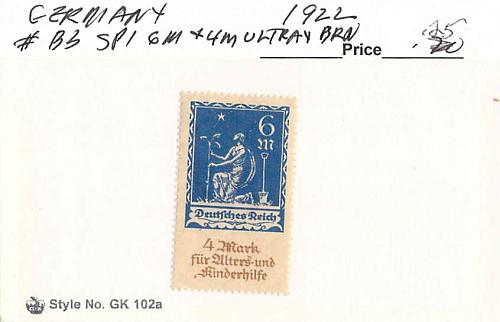 GERMANY 1922
# B3 SP1 6M + 4M ULTRA Y BRN
Price .15
6
M
Deutsches Reich
4 Mark
für Alters- und
Kinderhilfe
Style No. GK 102a